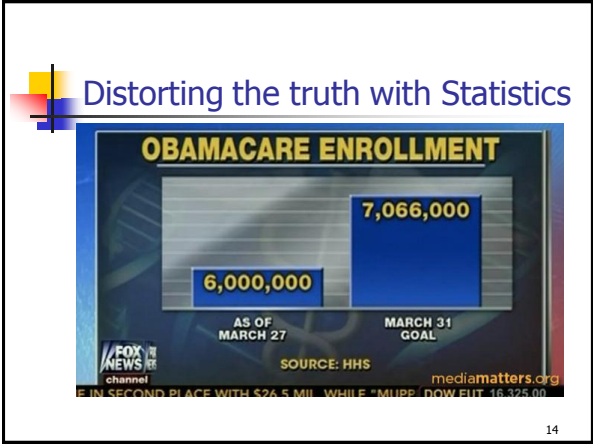 Distorting the truth with Statistics
OBAMACARE ENROLLMENT
7,066,000
6,000,000
AS OF
MARCH 27
MARCH 31
GOAL
SOURCE: HHS
FOX
NEWS
channel
mediamatters.org
E IN SECOND PLACE WITH $26.5 MIL, WHILE "MUPP DOW FUT 16,325.00
14